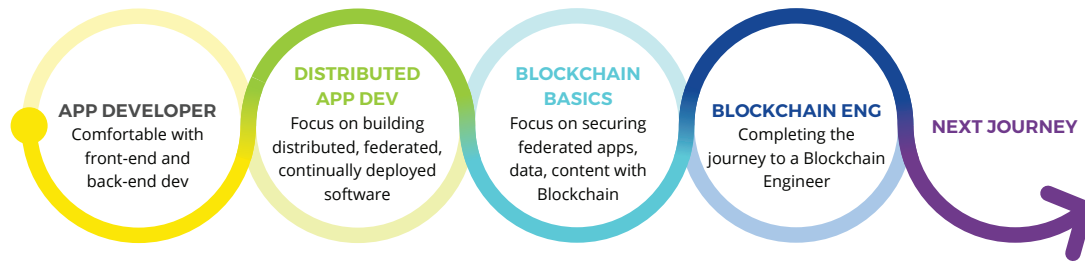 APP DEVELOPER
Comfortable with
front-end and
back-end dev
DISTRIBUTED
APP DEV
Focus on building
distributed, federated,
continually deployed
software
BLOCKCHAIN
BASICS
Focus on securing
federated apps,
data, content with
Blockchain
BLOCKCHAIN ENG
Completing the
journey to a Blockchain
Engineer
NEXT JOURNEY